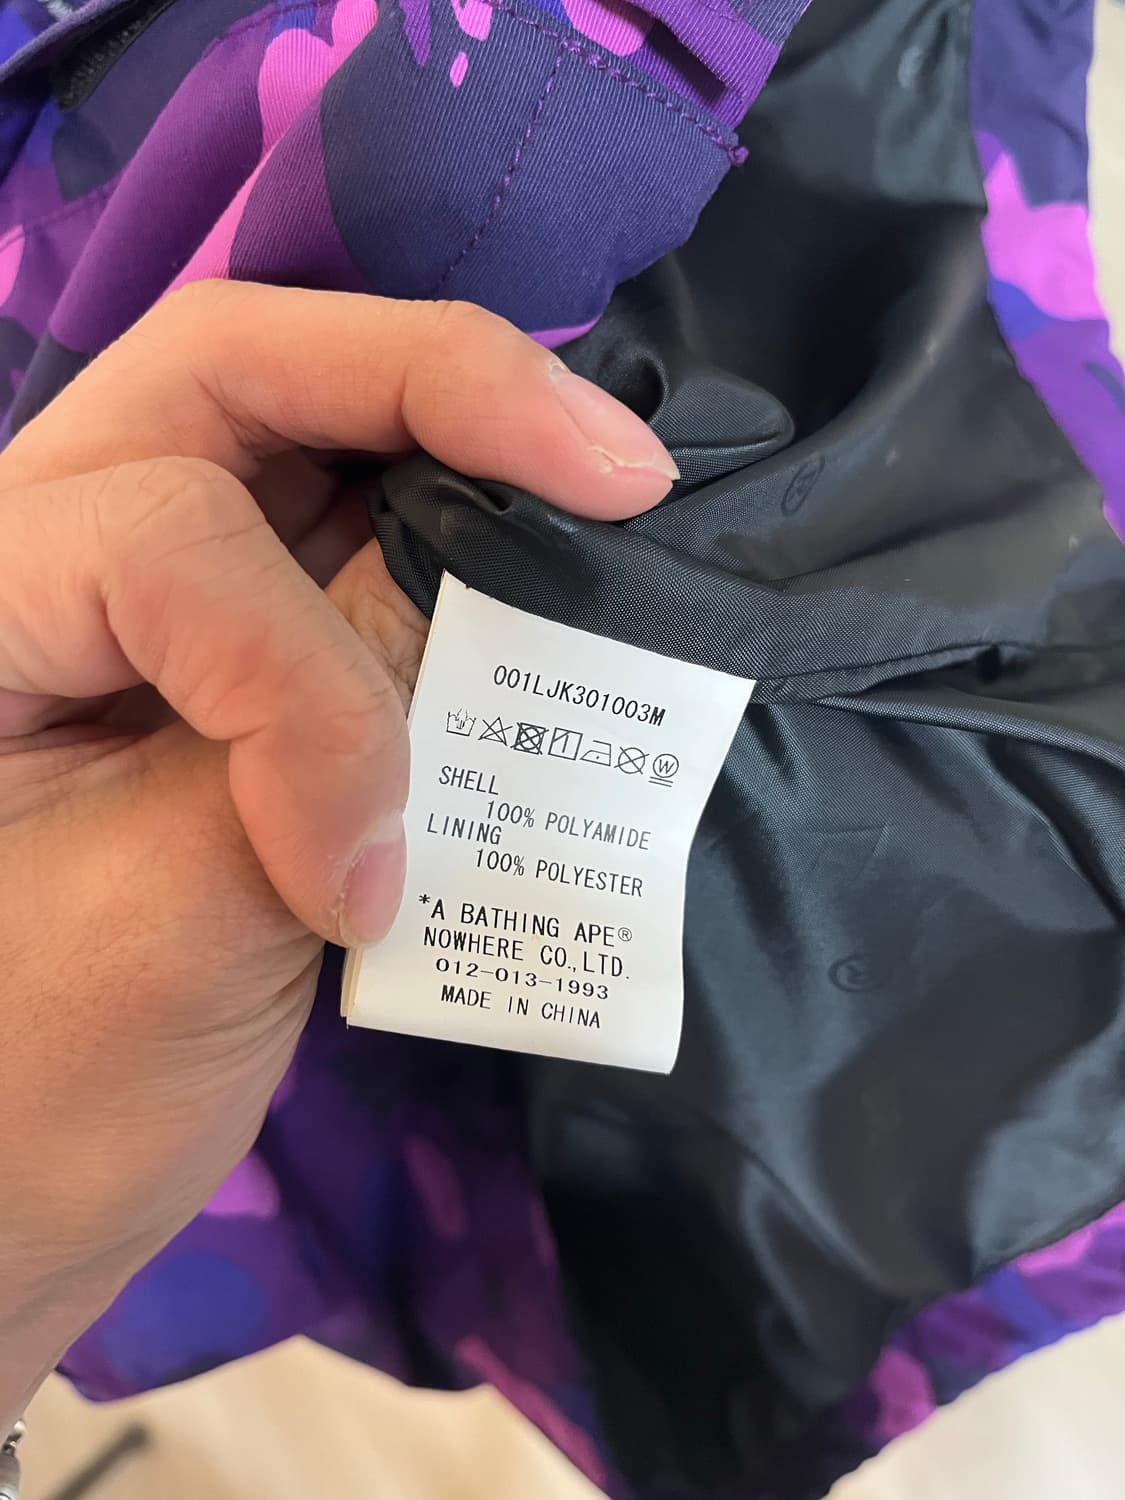 001LJK301003M
W
SHELL
100% POLYAMIDE
LINING
100% POLYESTER
*A BATHING APE®
NOWHERE CO.,LTD.
012-013-1993
MADE IN CHINA